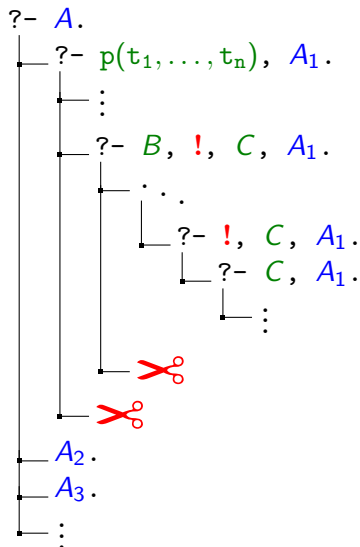 ?- A.
?- p(t₁,...,tₙ), A₁.
⋮
?- B, !, C, A₁.
...
?- !, C, A₁.
?- C, A₁.
⋮
A₂.
A₃.
⋮